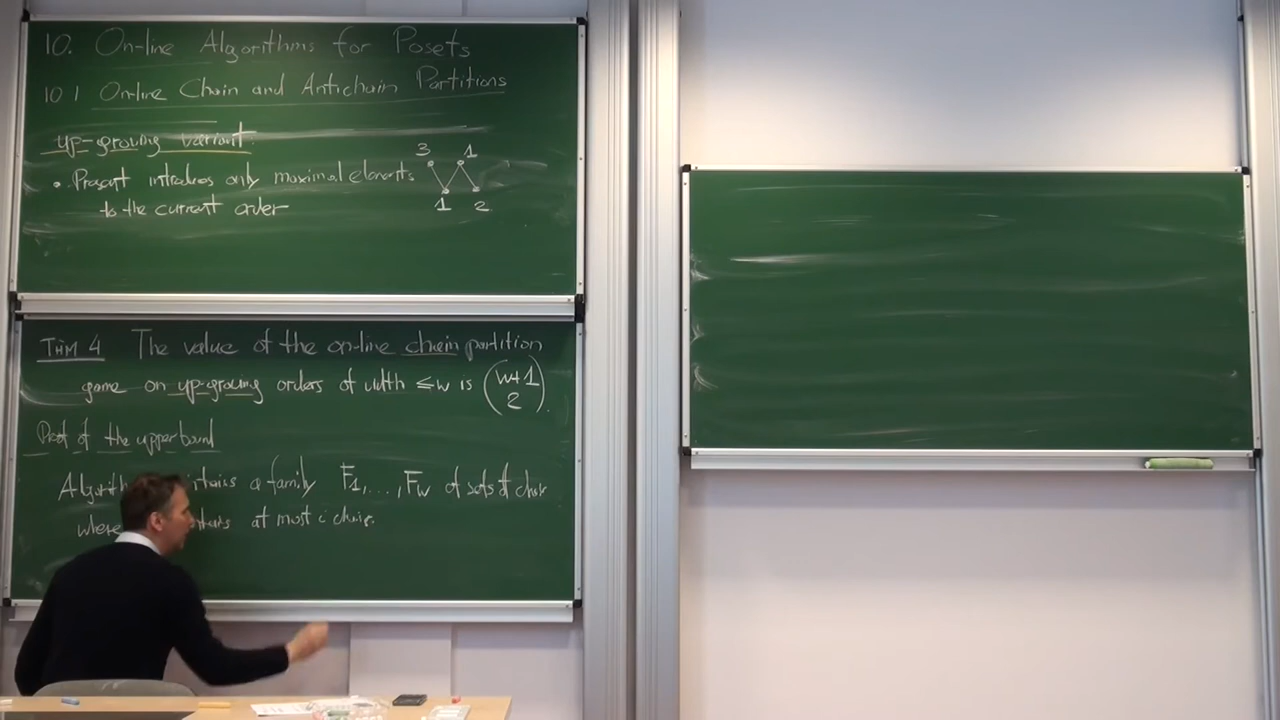 10. On-line Algorithms for Posets
10 1 On-line Chain and Antichain Partitions
up-growing variant:
• Present introduces only maximal elements
to the current order
3 1
1 2
THM 4 The value of the on-line chain partition
game on up-growing orders of width ≤w is (w+1 2).
Proof of the upper bound
a family F1,...,Fw of sets of chain
where at most i chains.